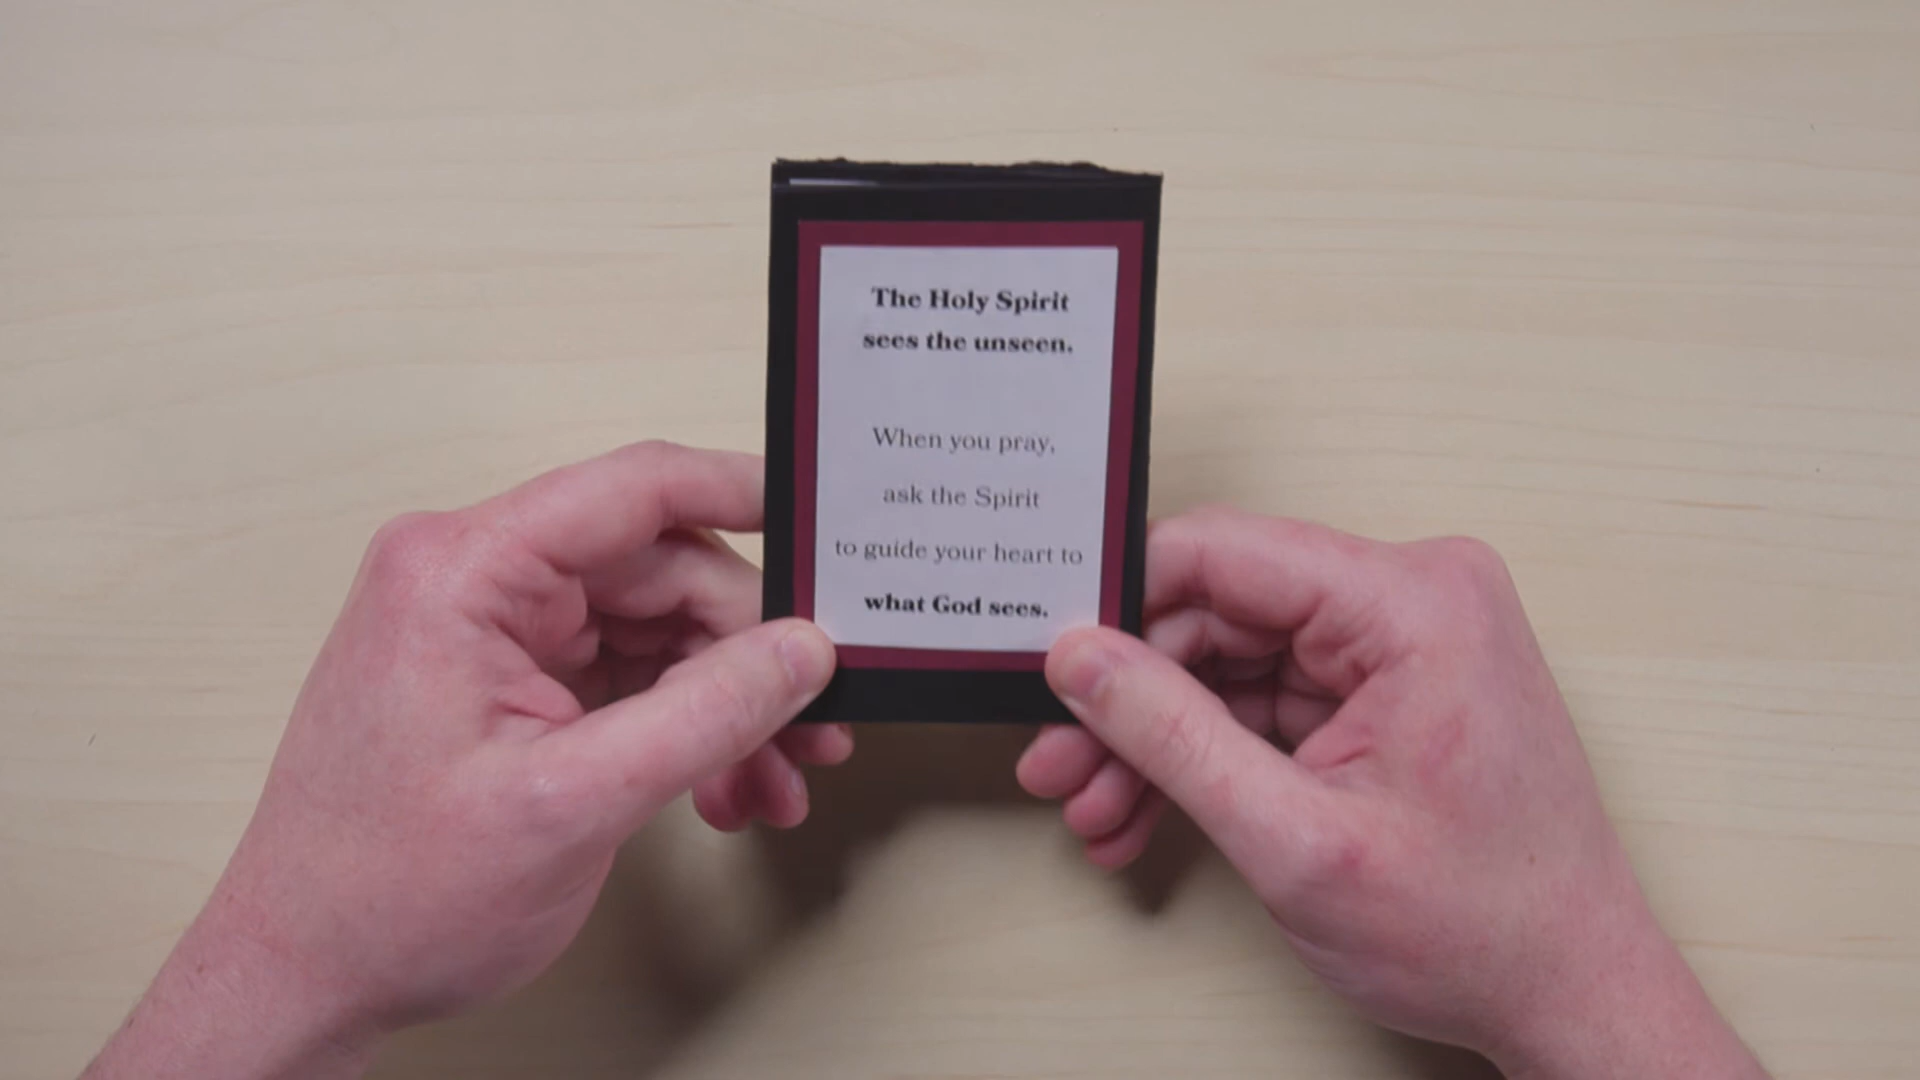 The Holy Spirit
sees the unseen.
When you pray,
ask the Spirit
to guide your heart to
what God sees.